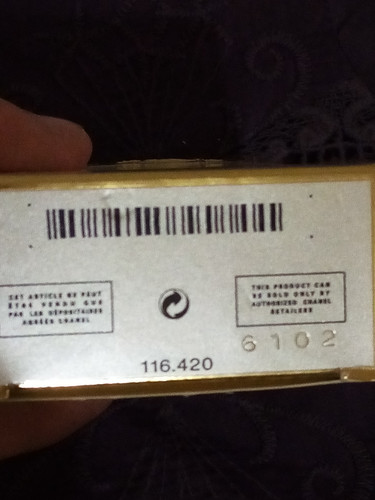 CET ARTICLE NE PEUT
ÊTRE VENDU QUE
PAR LES DÉPOSITAIRES
AGRÉÉS CHANEL
THIS PRODUCT CAN
BE SOLD ONLY BY
AUTHORIZED CHANEL
RETAILERS
6102
116.420